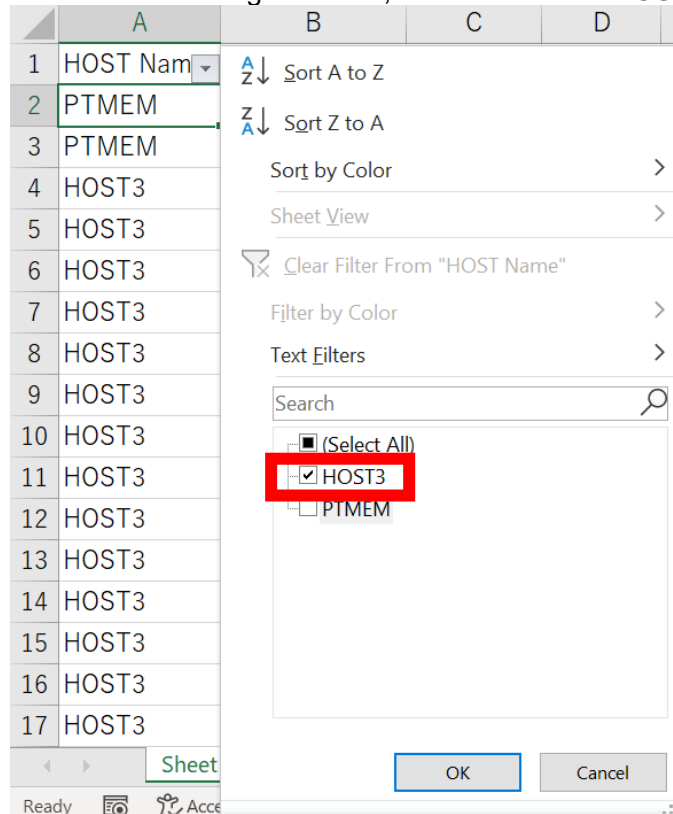 A B C D
1 HOST Nam
2 PTMEM
3 PTMEM
4 HOST3
5 HOST3
6 HOST3
7 HOST3
8 HOST3
9 HOST3
10 HOST3
11 HOST3
12 HOST3
13 HOST3
14 HOST3
15 HOST3
16 HOST3
17 HOST3
Sheet
Ready Acce
Sort A to Z
Sort Z to A
Sort by Color
Sheet View
Clear Filter From "HOST Name"
Filter by Color
Text Filters
Search
(Select All)
HOST3
PTMEM
OK Cancel